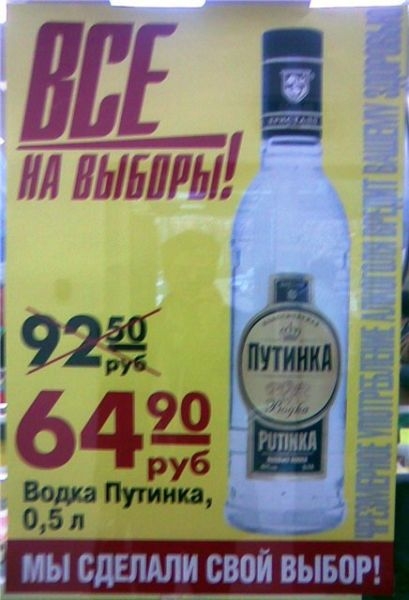 ВСЕ
НА ВЫБОРЫ!
КРИСТАЛЛ
92 50
руб
64 90
руб
Водка Путинка,
0,5 л
ПУТИНКА
Водка
PUTINKA
МЫ СДЕЛАЛИ СВОЙ ВЫБОР!
ЧРЕЗМЕРНОЕ УПОТРЕБЛЕНИЕ АЛКОГОЛЯ ВРЕДИТ ВАШЕМУ ЗДОРОВЬЮ